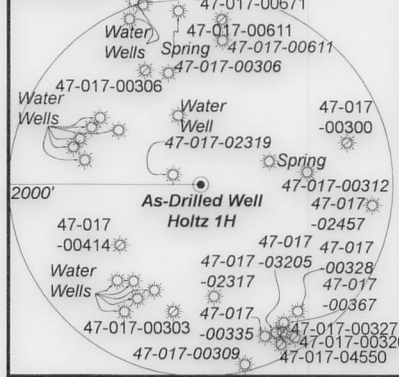 47-017-00671
Water
Wells
47-017-00611
Spring
47-017-00611
47-017-00306
47-017-00306
Water
Wells
Water
Well
47-017-02319
47-017
-00300
Spring
47-017-00312
2000'
As-Drilled Well
Holtz 1H
47-017
-02457
47-017
-00414
47-017
-03205
47-017
-00328
47-017
-02317
47-017
-00367
Water
Wells
47-017-00303
47-017
-00335
47-017-00327
47-017-00309
47-017-04550